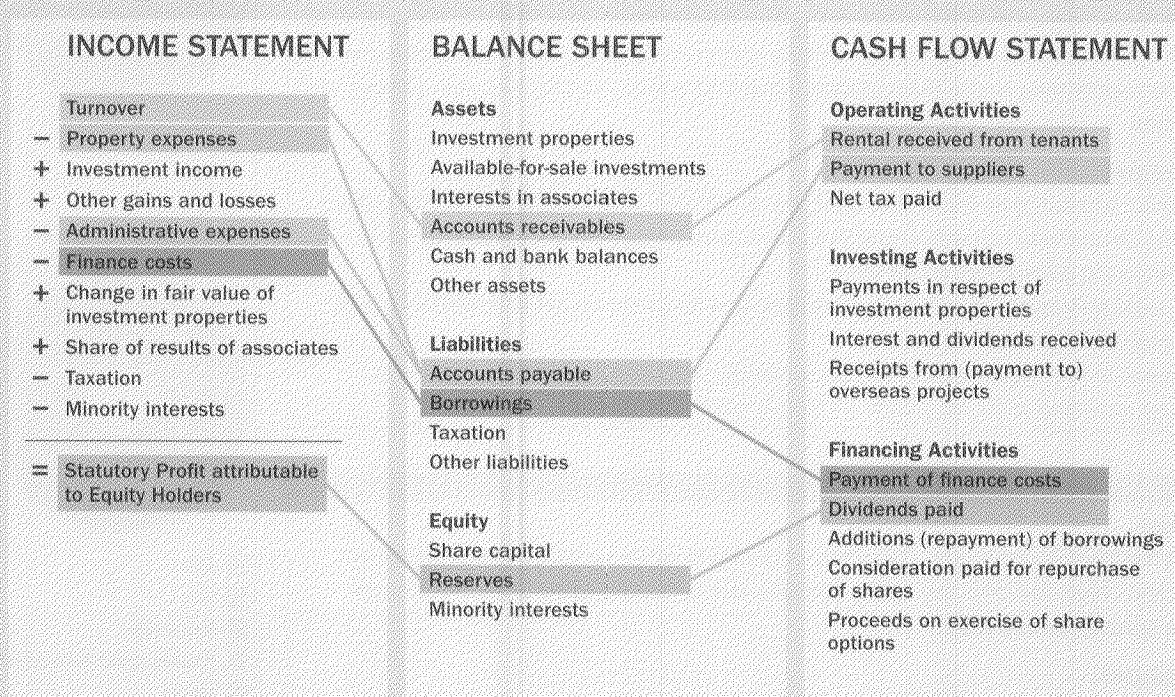 INCOME STATEMENT
Turnover
− Property expenses
+ Investment income
+ Other gains and losses
− Administrative expenses
− Finance costs
+ Change in fair value of
investment properties
+ Share of results of associates
− Taxation
− Minority interests
= Statutory Profit attributable
to Equity Holders
BALANCE SHEET
Assets
Investment properties
Available-for-sale investments
Interests in associates
Accounts receivables
Cash and bank balances
Other assets
Liabilities
Accounts payable
Borrowings
Taxation
Other liabilities
Equity
Share capital
Reserves
Minority interests
CASH FLOW STATEMENT
Operating Activities
Rental received from tenants
Payment to suppliers
Net tax paid
Investing Activities
Payments in respect of
investment properties
Interest and dividends received
Receipts from (payment to)
overseas projects
Financing Activities
Payment of finance costs
Dividends paid
Additions (repayment) of borrowings
Consideration paid for repurchase
of shares
Proceeds on exercise of share
options